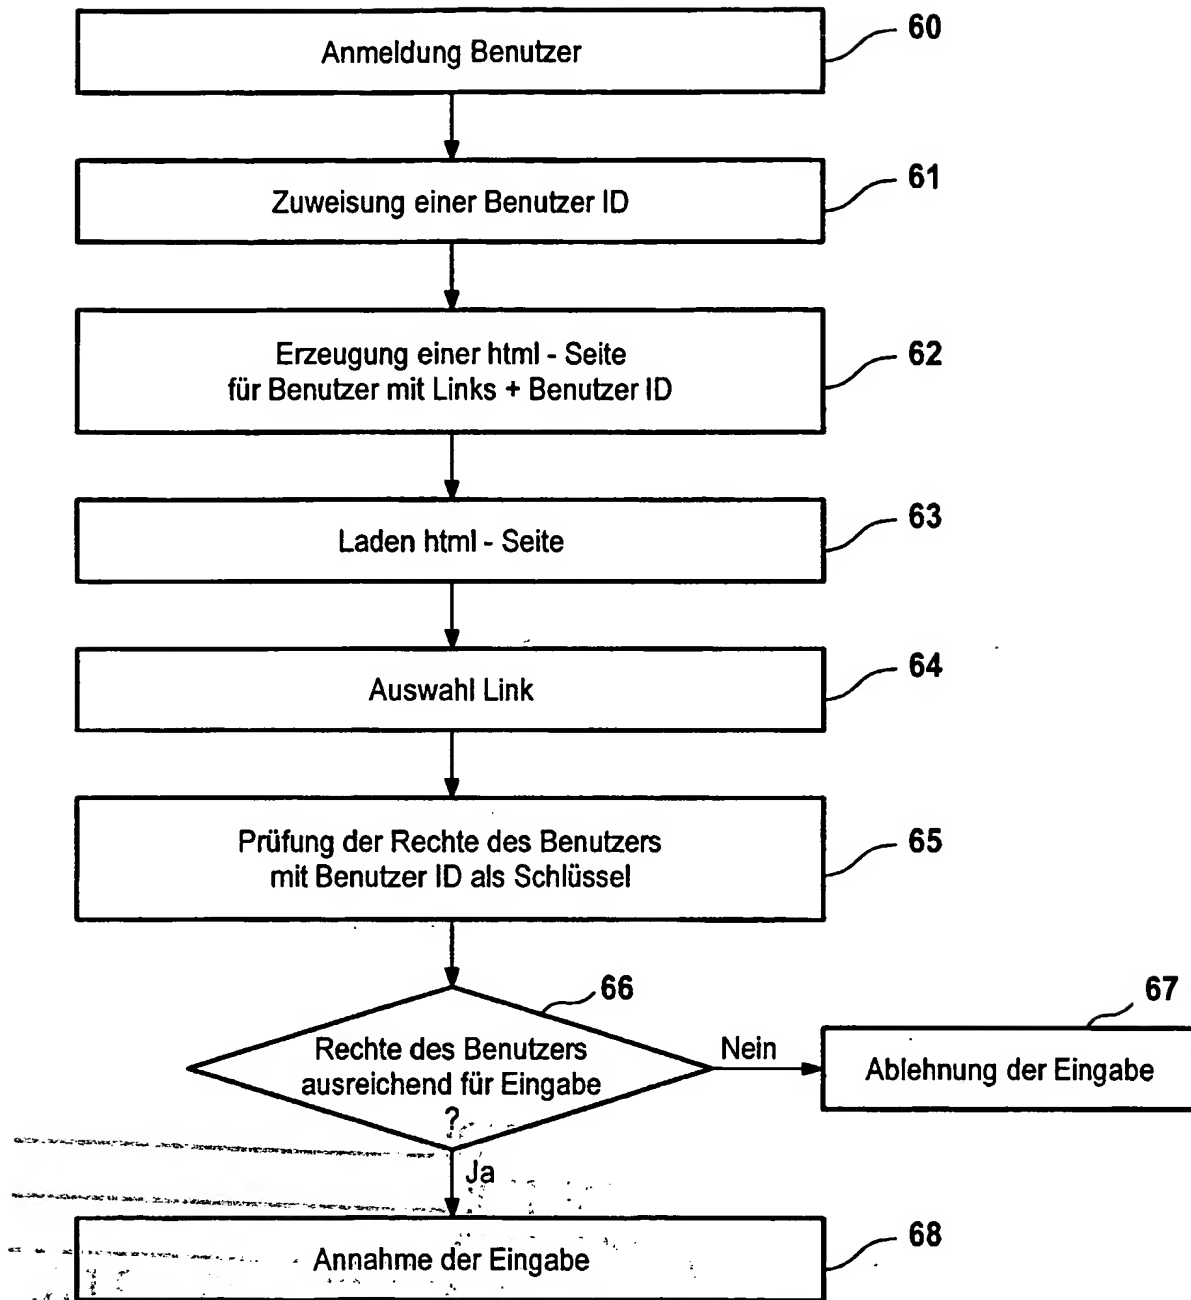 Anmeldung Benutzer
60
Zuweisung einer Benutzer ID
61
Erzeugung einer html - Seite
für Benutzer mit Links + Benutzer ID
62
Laden html - Seite
63
Auswahl Link
64
Prüfung der Rechte des Benutzers
mit Benutzer ID als Schlüssel
65
66
Rechte des Benutzers
ausreichend für Eingabe
?
Nein
67
Ablehnung der Eingabe
Ja
Annahme der Eingabe
68